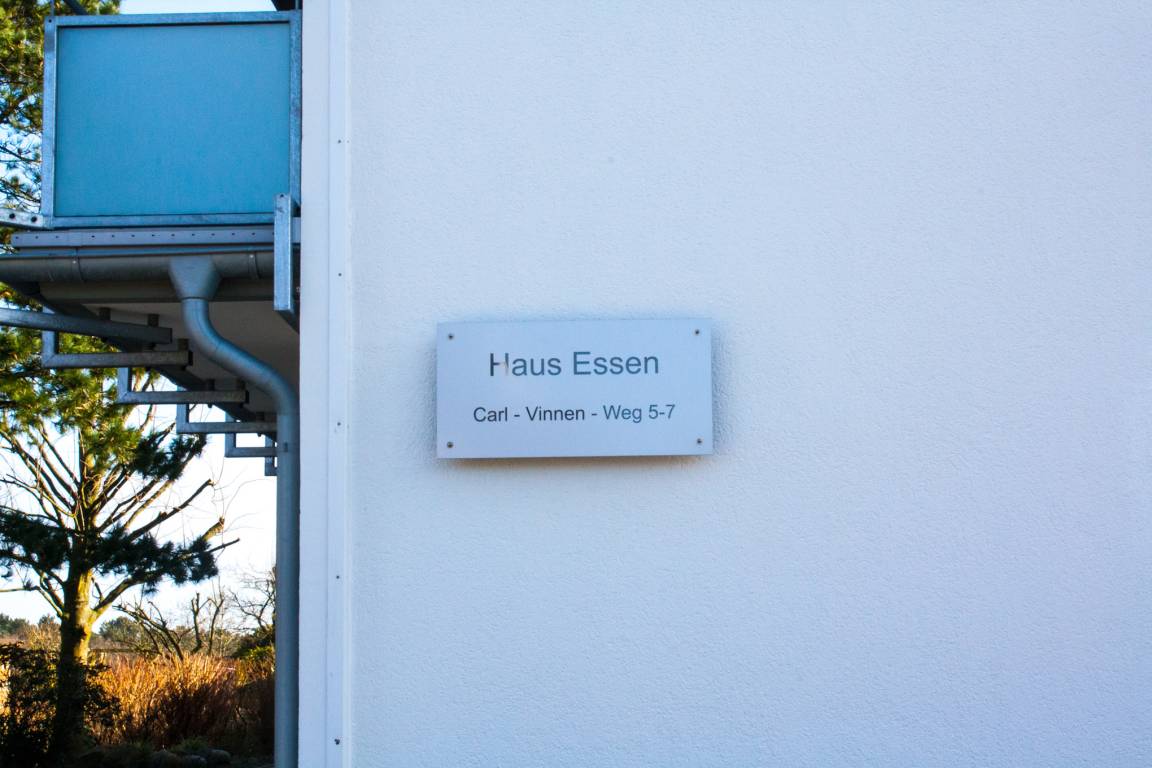 Haus Essen
Carl - Vinnen - Weg 5-7